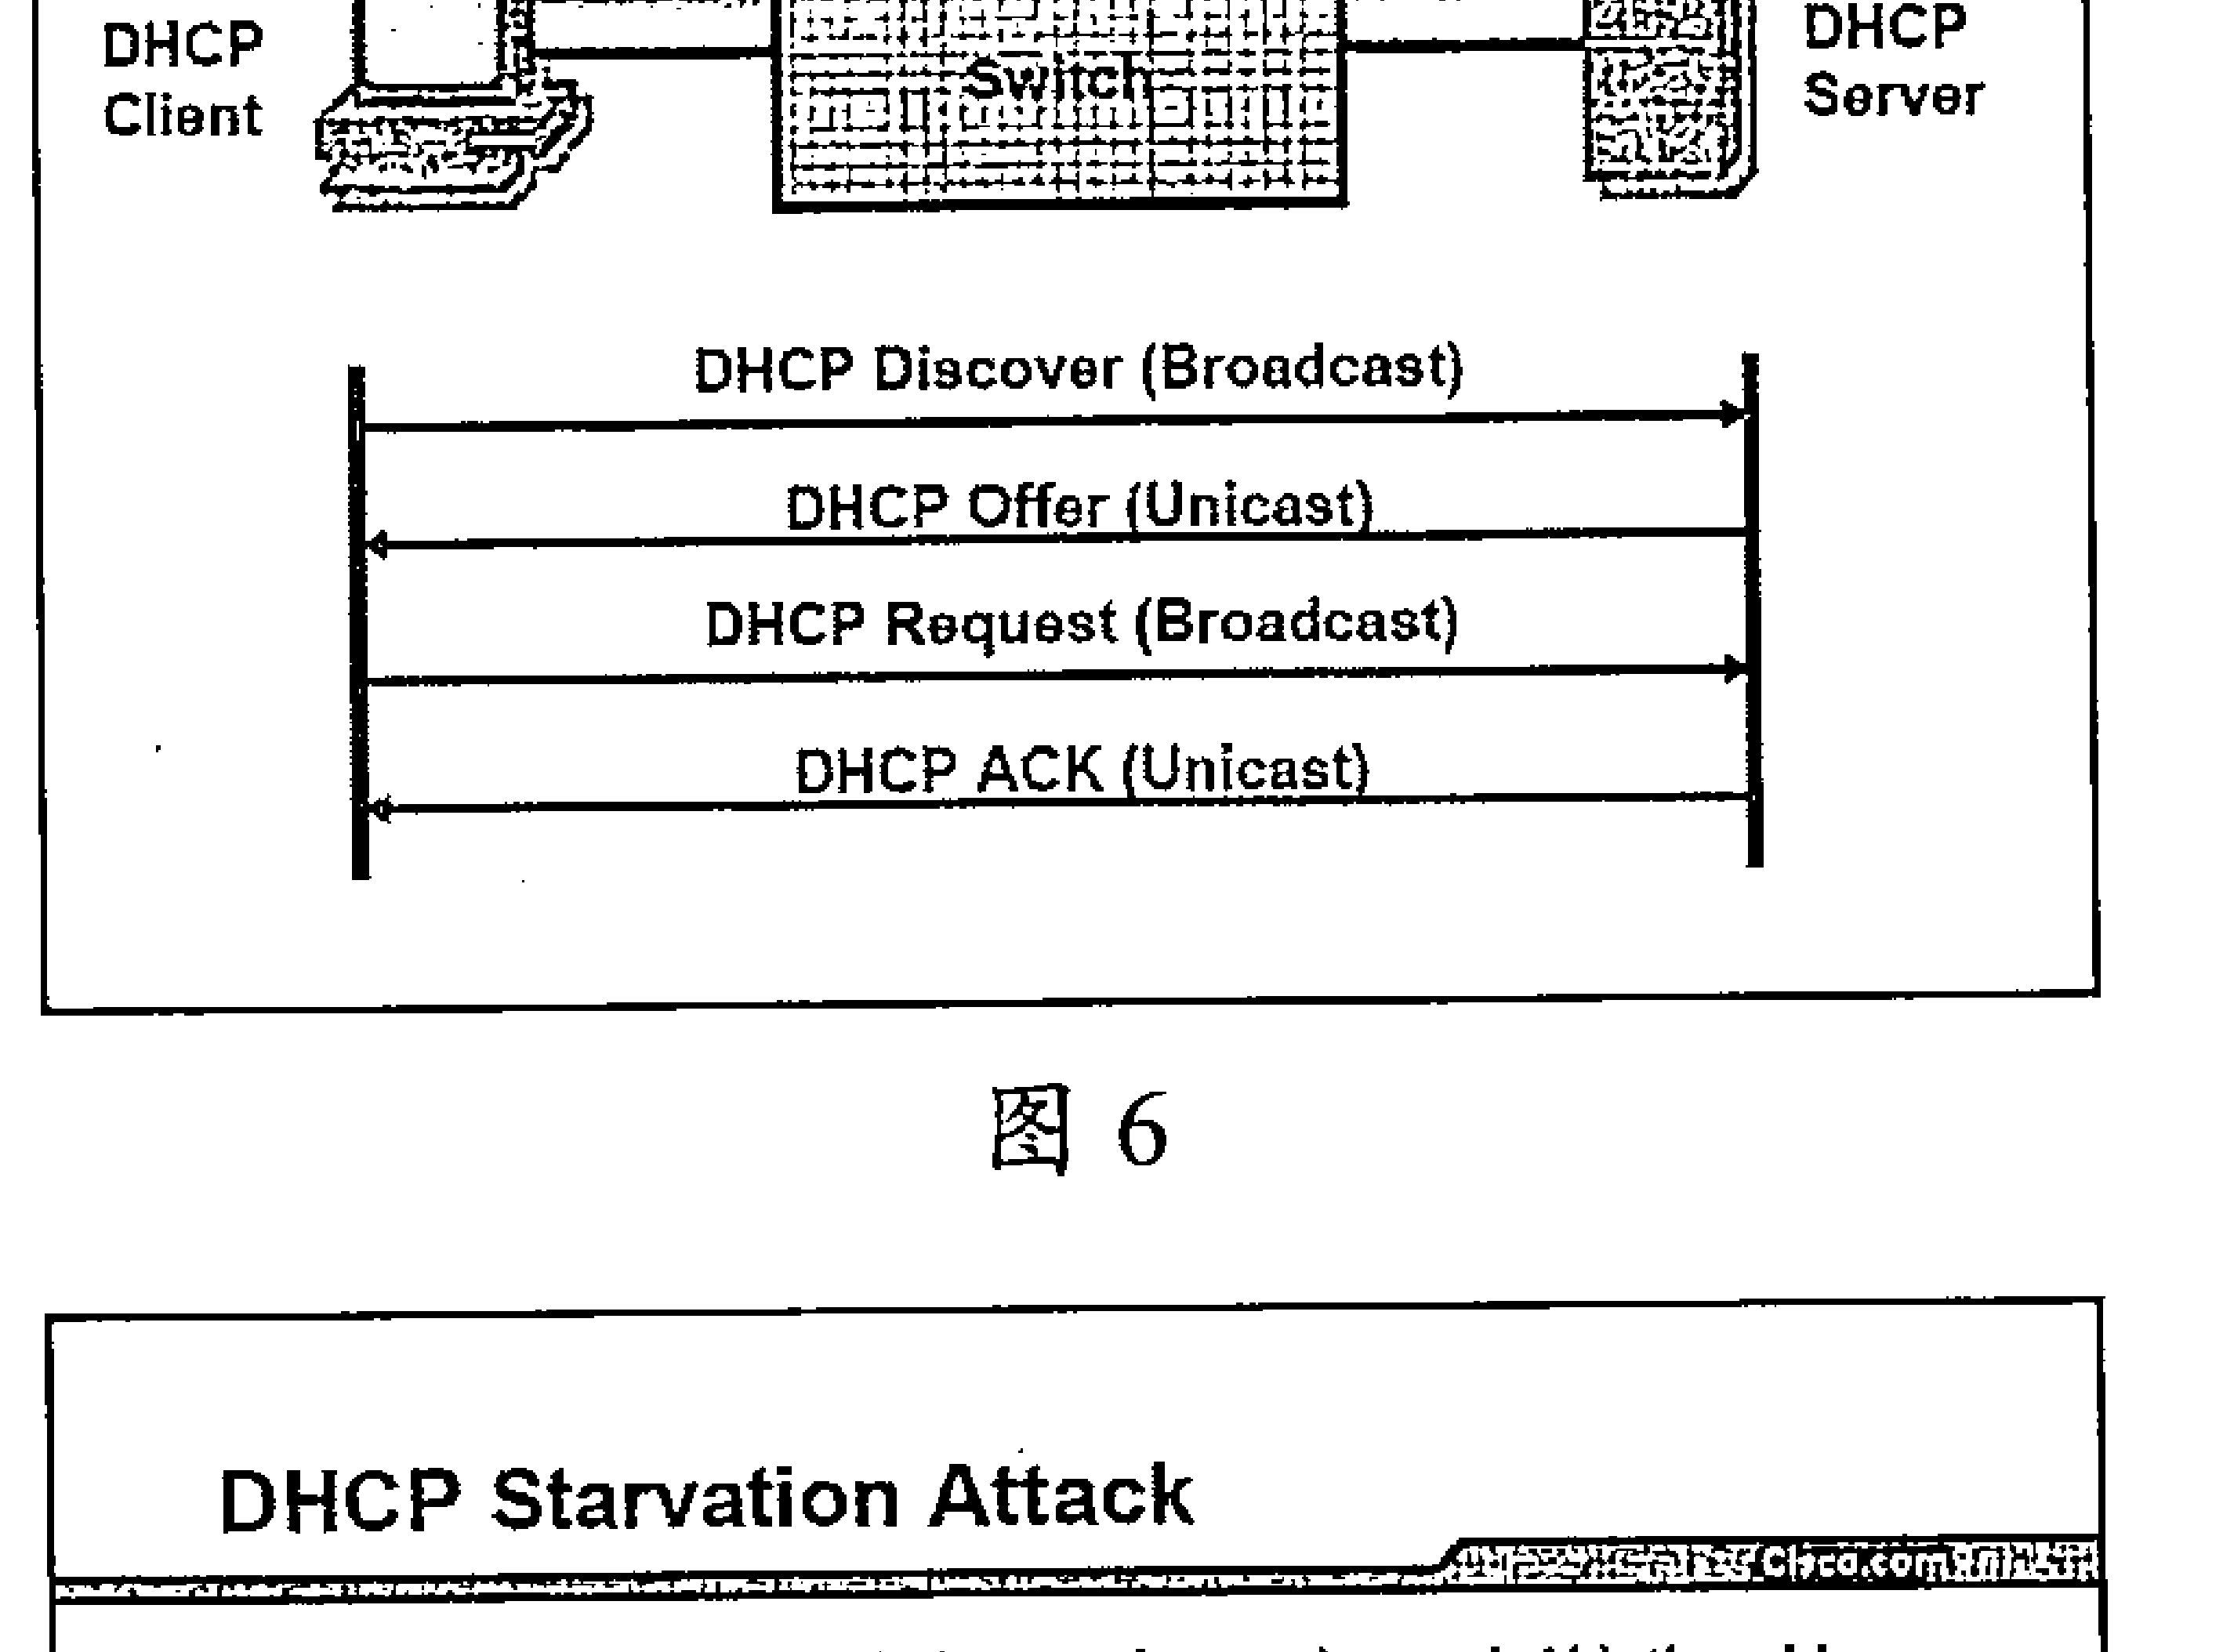 DHCP
Client
Switch
DHCP
Server
DHCP Discover (Broadcast)
DHCP Offer (Unicast)
DHCP Request (Broadcast)
DHCP ACK (Unicast)
图 6
DHCP Starvation Attack
Cisco.com